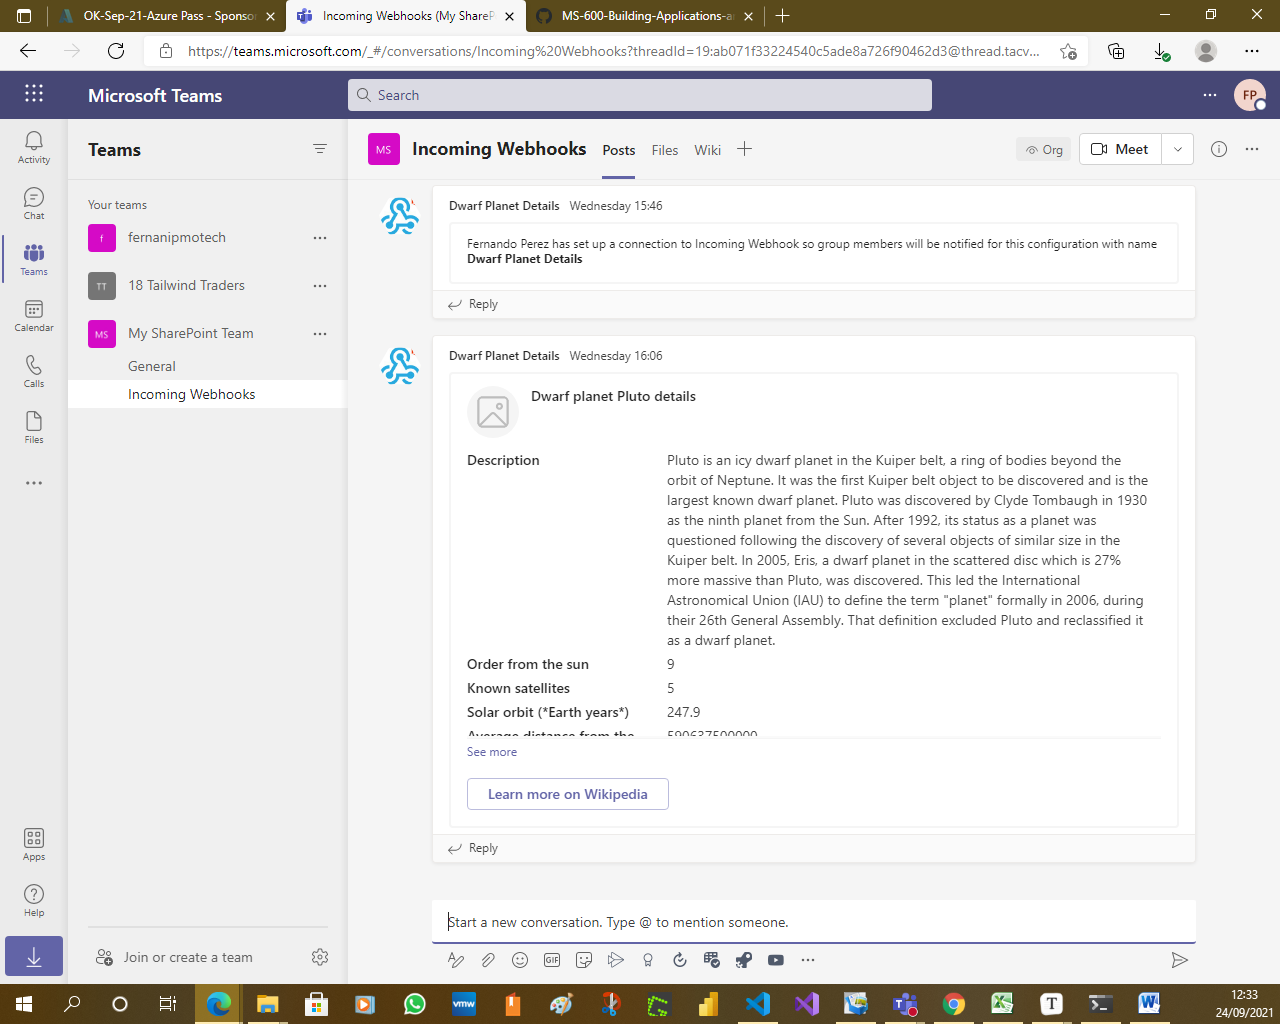 OK-Sep-21-Azure Pass - Sponso
Incoming Webhooks (My ShareP
MS-600-Building-Applications-a
https://teams.microsoft.com/_#/conversations/Incoming%20Webhooks?threadId=19:ab071f33224540c5ade8a726f90462d3@thread.tacv...
Microsoft Teams
Search
FP
Activity
Chat
Teams
Calendar
Calls
Files
Apps
Help
Teams
Your teams
f
fernanipmotech
TT
18 Tailwind Traders
MS
My SharePoint Team
General
Incoming Webhooks
Join or create a team
MS
Incoming Webhooks
Posts
Files
Wiki
Org
Meet
Dwarf Planet Details Wednesday 15:46
Fernando Perez has set up a connection to Incoming Webhook so group members will be notified for this configuration with name
Dwarf Planet Details
Reply
Dwarf Planet Details Wednesday 16:06
Dwarf planet Pluto details
Description
Pluto is an icy dwarf planet in the Kuiper belt, a ring of bodies beyond the
orbit of Neptune. It was the first Kuiper belt object to be discovered and is the
largest known dwarf planet. Pluto was discovered by Clyde Tombaugh in 1930
as the ninth planet from the Sun. After 1992, its status as a planet was
questioned following the discovery of several objects of similar size in the
Kuiper belt. In 2005, Eris, a dwarf planet in the scattered disc which is 27%
more massive than Pluto, was discovered. This led the International
Astronomical Union (IAU) to define the term "planet" formally in 2006, during
their 26th General Assembly. That definition excluded Pluto and reclassified it
as a dwarf planet.
Order from the sun 9
Known satellites 5
Solar orbit (*Earth years*) 247.9
Average distance from the 590637500000
See more
Learn more on Wikipedia
Reply
Start a new conversation. Type @ to mention someone.
GIF
vmw
T
12:33
24/09/2021